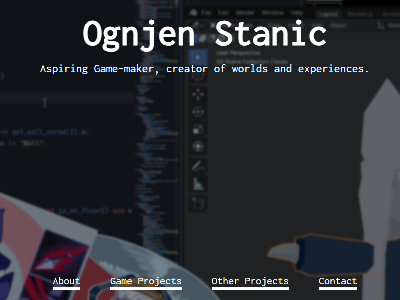 Ognjen Stanic
Aspiring Game-maker, creator of worlds and experiences.
About
Game Projects
Other Projects
Contact